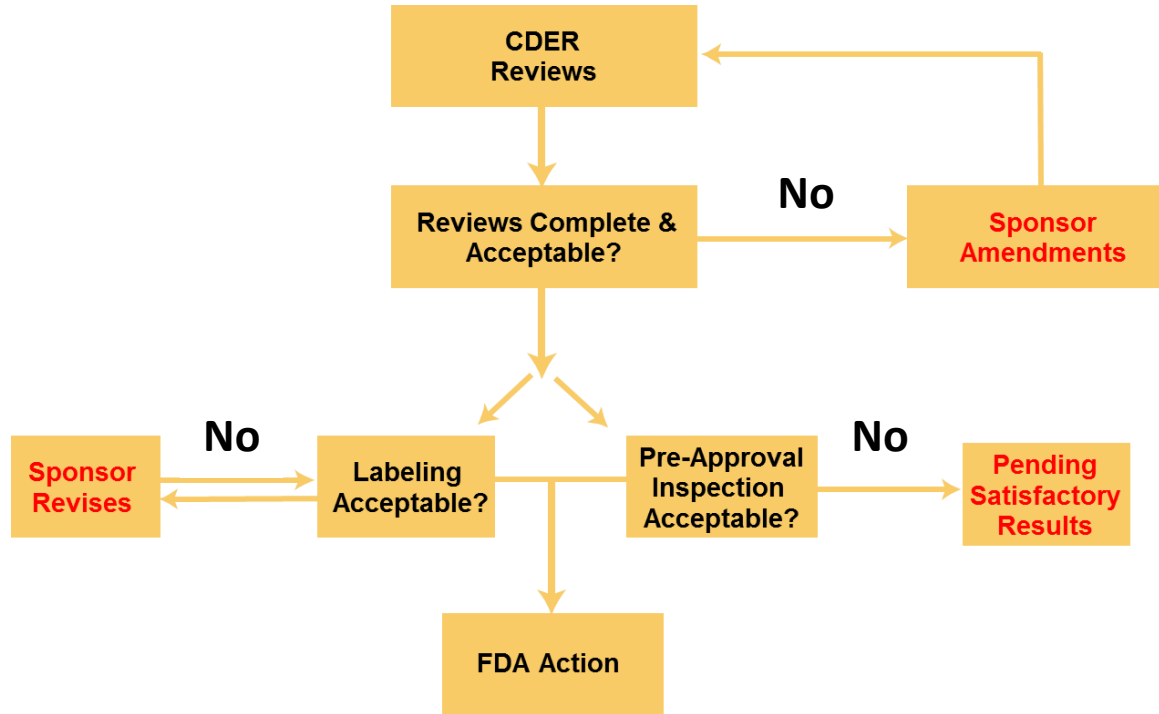 CDER
Reviews
No
Reviews Complete &
Acceptable?
Sponsor
Amendments
No
Sponsor
Revises
Labeling
Acceptable?
Pre-Approval
Inspection
Acceptable?
No
Pending
Satisfactory
Results
FDA Action